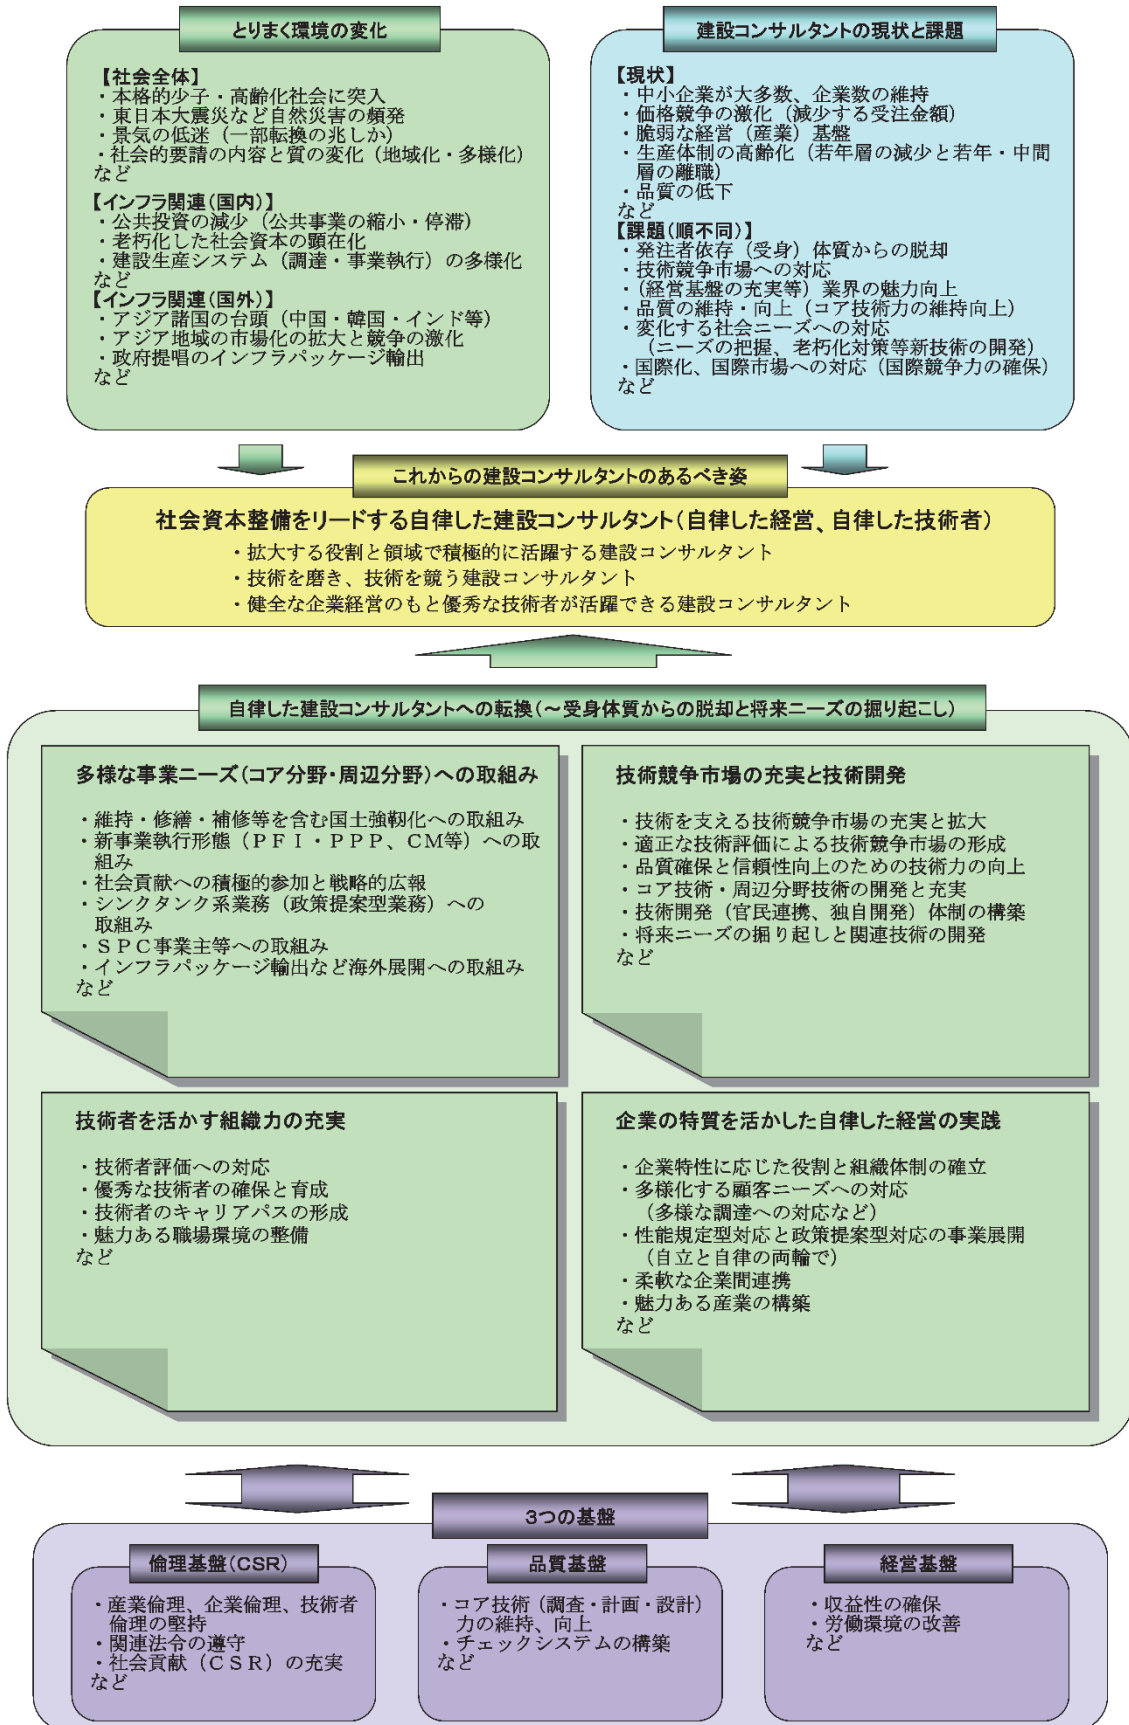 とりまく環境の変化
【社会全体】
・本格的少子・高齢化社会に突入
・東日本大震災など自然災害の頻発
・景気の低迷（一部転換の兆しか）
・社会的要請の内容と質の変化（地域化・多様化）
など
【インフラ関連（国内）】
・公共投資の減少（公共事業の縮小・停滞）
・老朽化した社会資本の顕在化
・建設生産システム（調達・事業執行）の多様化
など
【インフラ関連（国外）】
・アジア諸国の台頭（中国・韓国・インド等）
・アジア地域の市場化の拡大と競争の激化
・政府提唱のインフラパッケージ輸出
など
建設コンサルタントの現状と課題
【現状】
・中小企業が大多数、企業数の維持
・価格競争の激化（減少する受注金額）
・脆弱な経営（産業）基盤
・生産体制の高齢化（若年層の減少と若年・中間
層の離職）
・品質の低下
など
【課題（順不同）】
・発注者依存（受身）体質からの脱却
・技術競争市場への対応
・（経営基盤の充実等）業界の魅力向上
・品質の維持・向上（コア技術力の維持向上）
・変化する社会ニーズへの対応
（ニーズの把握、老朽化対策等新技術の開発）
・国際化、国際市場への対応（国際競争力の確保）
など
これからの建設コンサルタントのあるべき姿
社会資本整備をリードする自律した建設コンサルタント（自律した経営、自律した技術者）
・拡大する役割と領域で積極的に活躍する建設コンサルタント
・技術を磨き、技術を競う建設コンサルタント
・健全な企業経営のもと優秀な技術者が活躍できる建設コンサルタント
自律した建設コンサルタントへの転換（～受身体質からの脱却と将来ニーズの掘り起こし）
多様な事業ニーズ（コア分野・周辺分野）への取組み
・維持・修繕・補修等を含む国土強靱化への取組み
・新事業執行形態（ＰＦＩ・ＰＰＰ、ＣＭ等）への取
組み
・社会貢献への積極的参加と戦略的広報
・シンクタンク系業務（政策提案型業務）への
取組み
・ＳＰＣ事業主等への取組み
・インフラパッケージ輸出など海外展開への取組み
など
技術競争市場の充実と技術開発
・技術を支える技術競争市場の充実と拡大
・適正な技術評価による技術競争市場の形成
・品質確保と信頼性向上のための技術力の向上
・コア技術・周辺分野技術の開発と充実
・技術開発（官民連携、独自開発）体制の構築
・将来ニーズの掘り起しと関連技術の開発
など
技術者を活かす組織力の充実
・技術者評価への対応
・優秀な技術者の確保と育成
・技術者のキャリアパスの形成
・魅力ある職場環境の整備
など
企業の特質を活かした自律した経営の実践
・企業特性に応じた役割と組織体制の確立
・多様化する顧客ニーズへの対応
（多様な調達への対応など）
・性能規定型対応と政策提案型対応の事業展開
（自立と自律の両輪で）
・柔軟な企業間連携
・魅力ある産業の構築
など
３つの基盤
倫理基盤（CSR）
・産業倫理、企業倫理、技術者
倫理の堅持
・関連法令の遵守
・社会貢献（ＣＳＲ）の充実
など
品質基盤
・コア技術（調査・計画・設計）
力の維持、向上
・チェックシステムの構築
など
経営基盤
・収益性の確保
・労働環境の改善
など